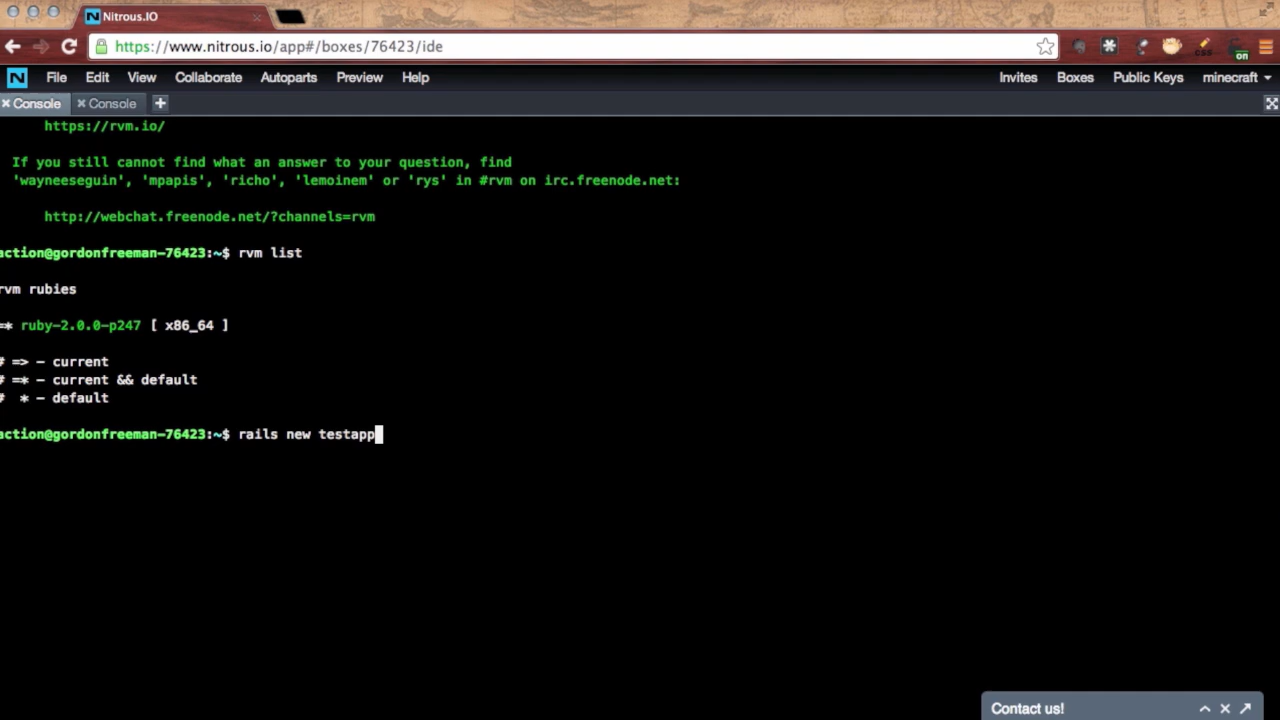 Nitrous.IO
https://www.nitrous.io/app#/boxes/76423/ide
css
on
N File Edit View Collaborate Autoparts Preview Help Invites Boxes Public Keys minecraft
Console Console +
https://rvm.io/
If you still cannot find what an answer to your question, find
'wayneeseguin', 'mpapis', 'richo', 'lemoinem' or 'rys' in #rvm on irc.freenode.net:
http://webchat.freenode.net/?channels=rvm
action@gordonfreeman-76423:~$ rvm list
rvm rubies
=* ruby-2.0.0-p247 [ x86_64 ]
# => - current
# =* - current && default
#  * - default
action@gordonfreeman-76423:~$ rails new testapp
Contact us!